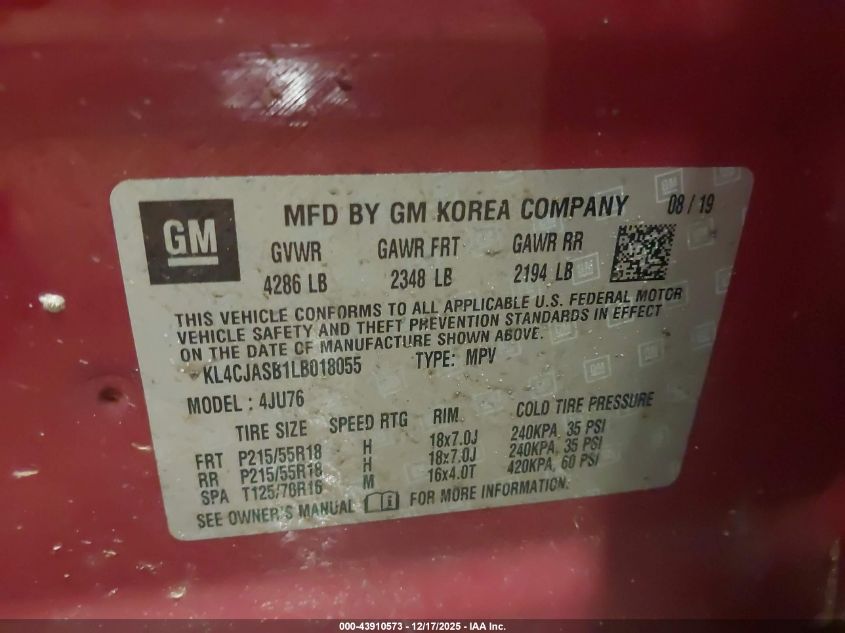 GM
MFD BY GM KOREA COMPANY 08 / 19
GVWR GAWR FRT GAWR RR
4286 LB 2348 LB 2194 LB
THIS VEHICLE CONFORMS TO ALL APPLICABLE U.S. FEDERAL MOTOR
VEHICLE SAFETY AND THEFT PREVENTION STANDARDS IN EFFECT
ON THE DATE OF MANUFACTURE SHOWN ABOVE.
KL4CJASB1LB018055 TYPE: MPV
MODEL : 4JU76
TIRE SIZE SPEED RTG RIM COLD TIRE PRESSURE
FRT P215/55R18 H 18x7.0J 240KPA, 35 PSI
RR P215/55R18 H 18x7.0J 240KPA, 35 PSI
SPA T125/70R16 M 16x4.0T 420KPA, 60 PSI
SEE OWNER'S MANUAL i FOR MORE INFORMATION.
000-43910573 - 12/17/2025 - IAA Inc.